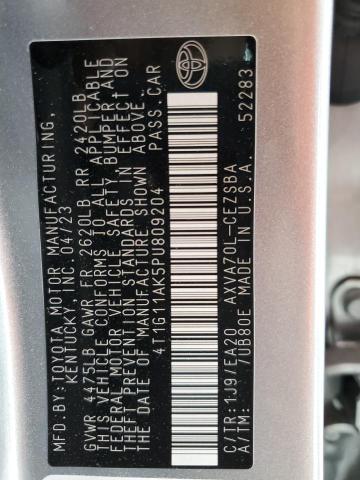 MFD. BY: TOYOTA MOTOR MANUFACTURING,
KENTUCKY, INC. 04/23
GVWR 4475LB GAWR FR 2620LB RR 2420LB
THIS VEHICLE CONFORMS TO ALL APPLICABLE
FEDERAL MOTOR VEHICLE SAFETY, BUMPER AND
THEFT PREVENTION STANDARDS IN EFFECT ON
THE DATE OF MANUFACTURE SHOWN ABOVE.
4T1G11AK5PU809204 PASS. CAR
C/TR: 1J9/EA20 AXVA70L-CEZSBA
A/TM: /UB80E MADE IN U.S.A. 52283